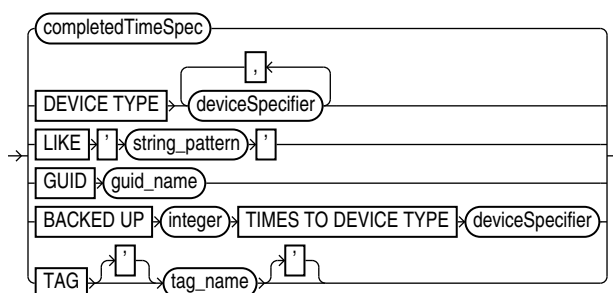 completedTimeSpec
,
DEVICE TYPE deviceSpecifier
LIKE ' string_pattern '
GUID guid_name
BACKED UP integer TIMES TO DEVICE TYPE deviceSpecifier
TAG ' tag_name '